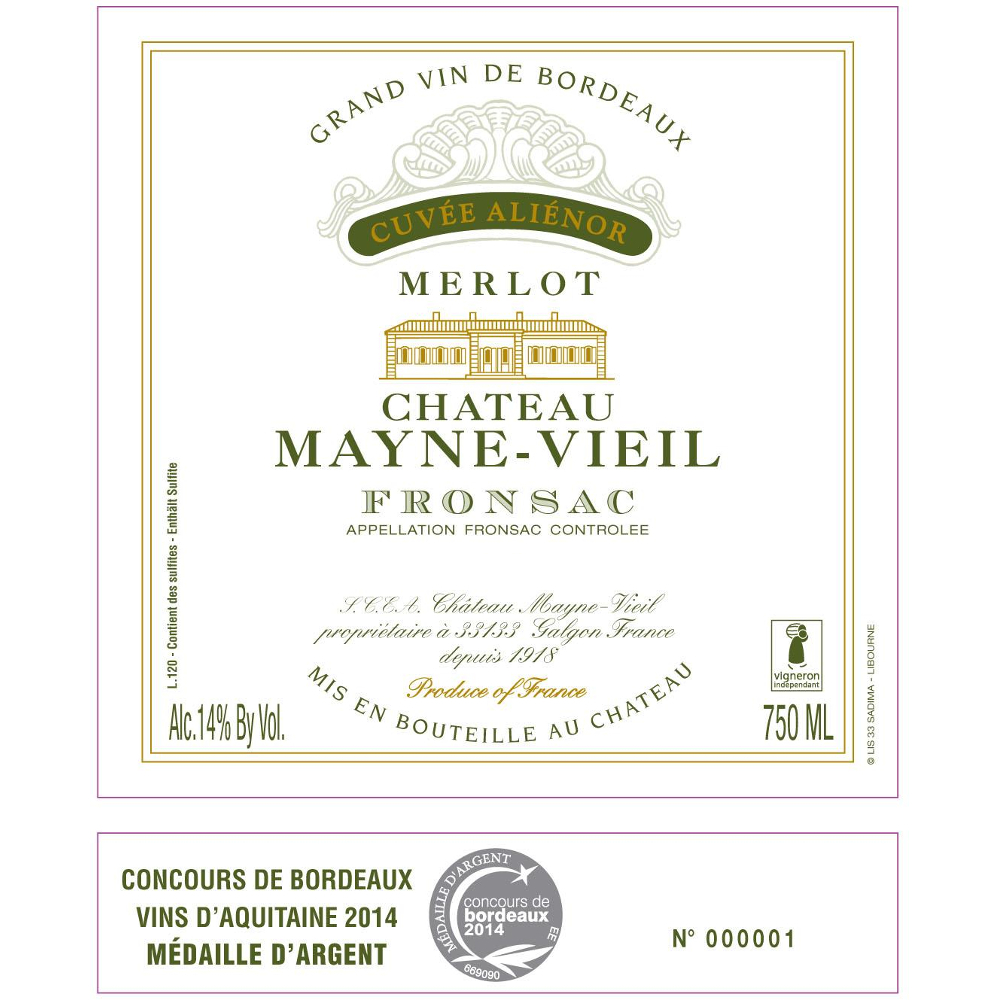 GRAND VIN DE BORDEAUX
CUVÉE ALIÉNOR
MERLOT
CHATEAU
MAYNE-VIEIL
FRONSAC
APPELLATION FRONSAC CONTROLEE
L.120 - Contient des sulfites - Enthält Sulfite
S.C.E.A. Château Mayne-Vieil
propriétaire à 33133 Galgon France
depuis 1918
Produce of France
MIS EN BOUTEILLE AU CHATEAU
Alc.14% By Vol.
vigneron
indépendant
750 ML
© LIS 33 SADIMA - LIBOURNE
CONCOURS DE BORDEAUX
VINS D'AQUITAINE 2014
MÉDAILLE D'ARGENT
MÉDAILLE D'ARGENT
concours de
bordeaux
2014
EE
669090
N° 000001